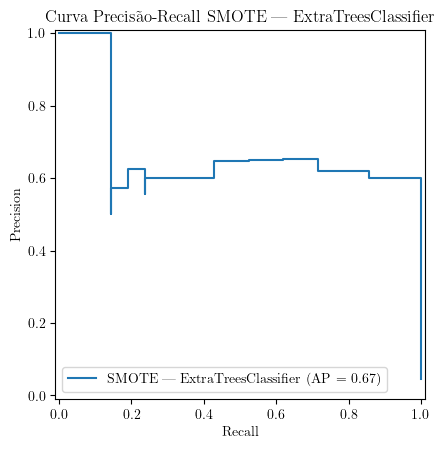 Curva Precisão-Recall SMOTE — ExtraTreesClassifier
1.0
0.8
0.6
0.4
0.2
0.0
Precision
SMOTE — ExtraTreesClassifier (AP = 0.67)
0.0 0.2 0.4 0.6 0.8 1.0
Recall